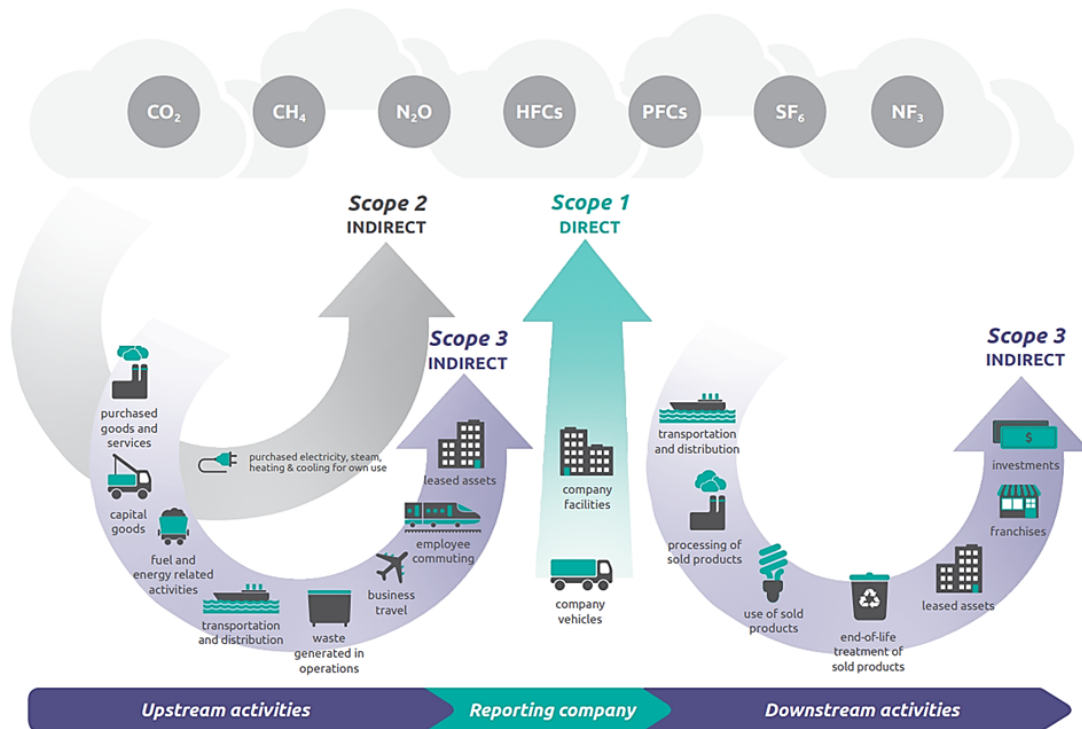 CO₂
CH₄
N₂O
HFCs
PFCs
SF₆
NF₃
Scope 2
INDIRECT
Scope 1
DIRECT
Scope 3
INDIRECT
Scope 3
INDIRECT
purchased
goods and
services
capital
goods
fuel and
energy related
activities
purchased electricity, steam,
heating & cooling for own use
transportation
and distribution
waste
generated in
operations
business
travel
employee
commuting
leased assets
company
facilities
company
vehicles
transportation
and distribution
processing of
sold products
use of sold
products
end-of-life
treatment of
sold products
leased assets
franchises
$
investments
Upstream activities
Reporting company
Downstream activities